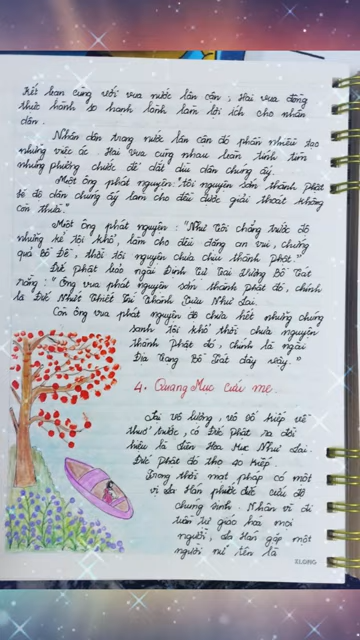 kết bạn cùng với vua nước lân cân, Hai vua đồng
thực hành 10 hạnh lành làm lợi ích cho nhân
dân.
Nhân dân trong nước lân cân đó phần nhiều tạo
những việc ác. Hai vua cùng nhau luận tính tìm
những phương chước để dắt dìu dân chúng ấy.
Một ông phát nguyện: "tôi nguyện sớm thành Phật
để độ dân chúng ấy làm cho đều được giải thoát không
còn thừa."
Một ông phát nguyện: "Như tôi chẳng trước độ
những kẻ tội khổ, làm cho đều đặng an vui, chứng
quả Bồ Đề, thời tôi nguyện chưa chịu thành Phật."
Đức Phật bảo ngài Định Tự Tại Vương Bồ Tát
rằng: "Ông vua phát nguyện sớm thành Phật đó, chính
là Đức Nhất Thiết Trí Thành Tựu Như Lai.
Còn ông vua phát nguyện độ chưa hết những chúng
sanh tội khổ thời chưa nguyện
thành Phật đó, chính là ngài
Địa Tạng Bồ Tát đây vậy."
4. Quang Mục cứu mẹ.
Lại vô lượng, vô số kiếp về
thuở trước, có Đức Phật ra đời
hiệu là Liên Hoa Mục Như Lai.
Đức Phật đó thọ 40 kiếp.
Trong thời mạt pháp có một
vị La Hán phước đức cứu độ
chúng sinh. Nhân vì đi
tuần tự giáo hóa mọi
người, La Hán gặp một
người nữ tên là
KLONG